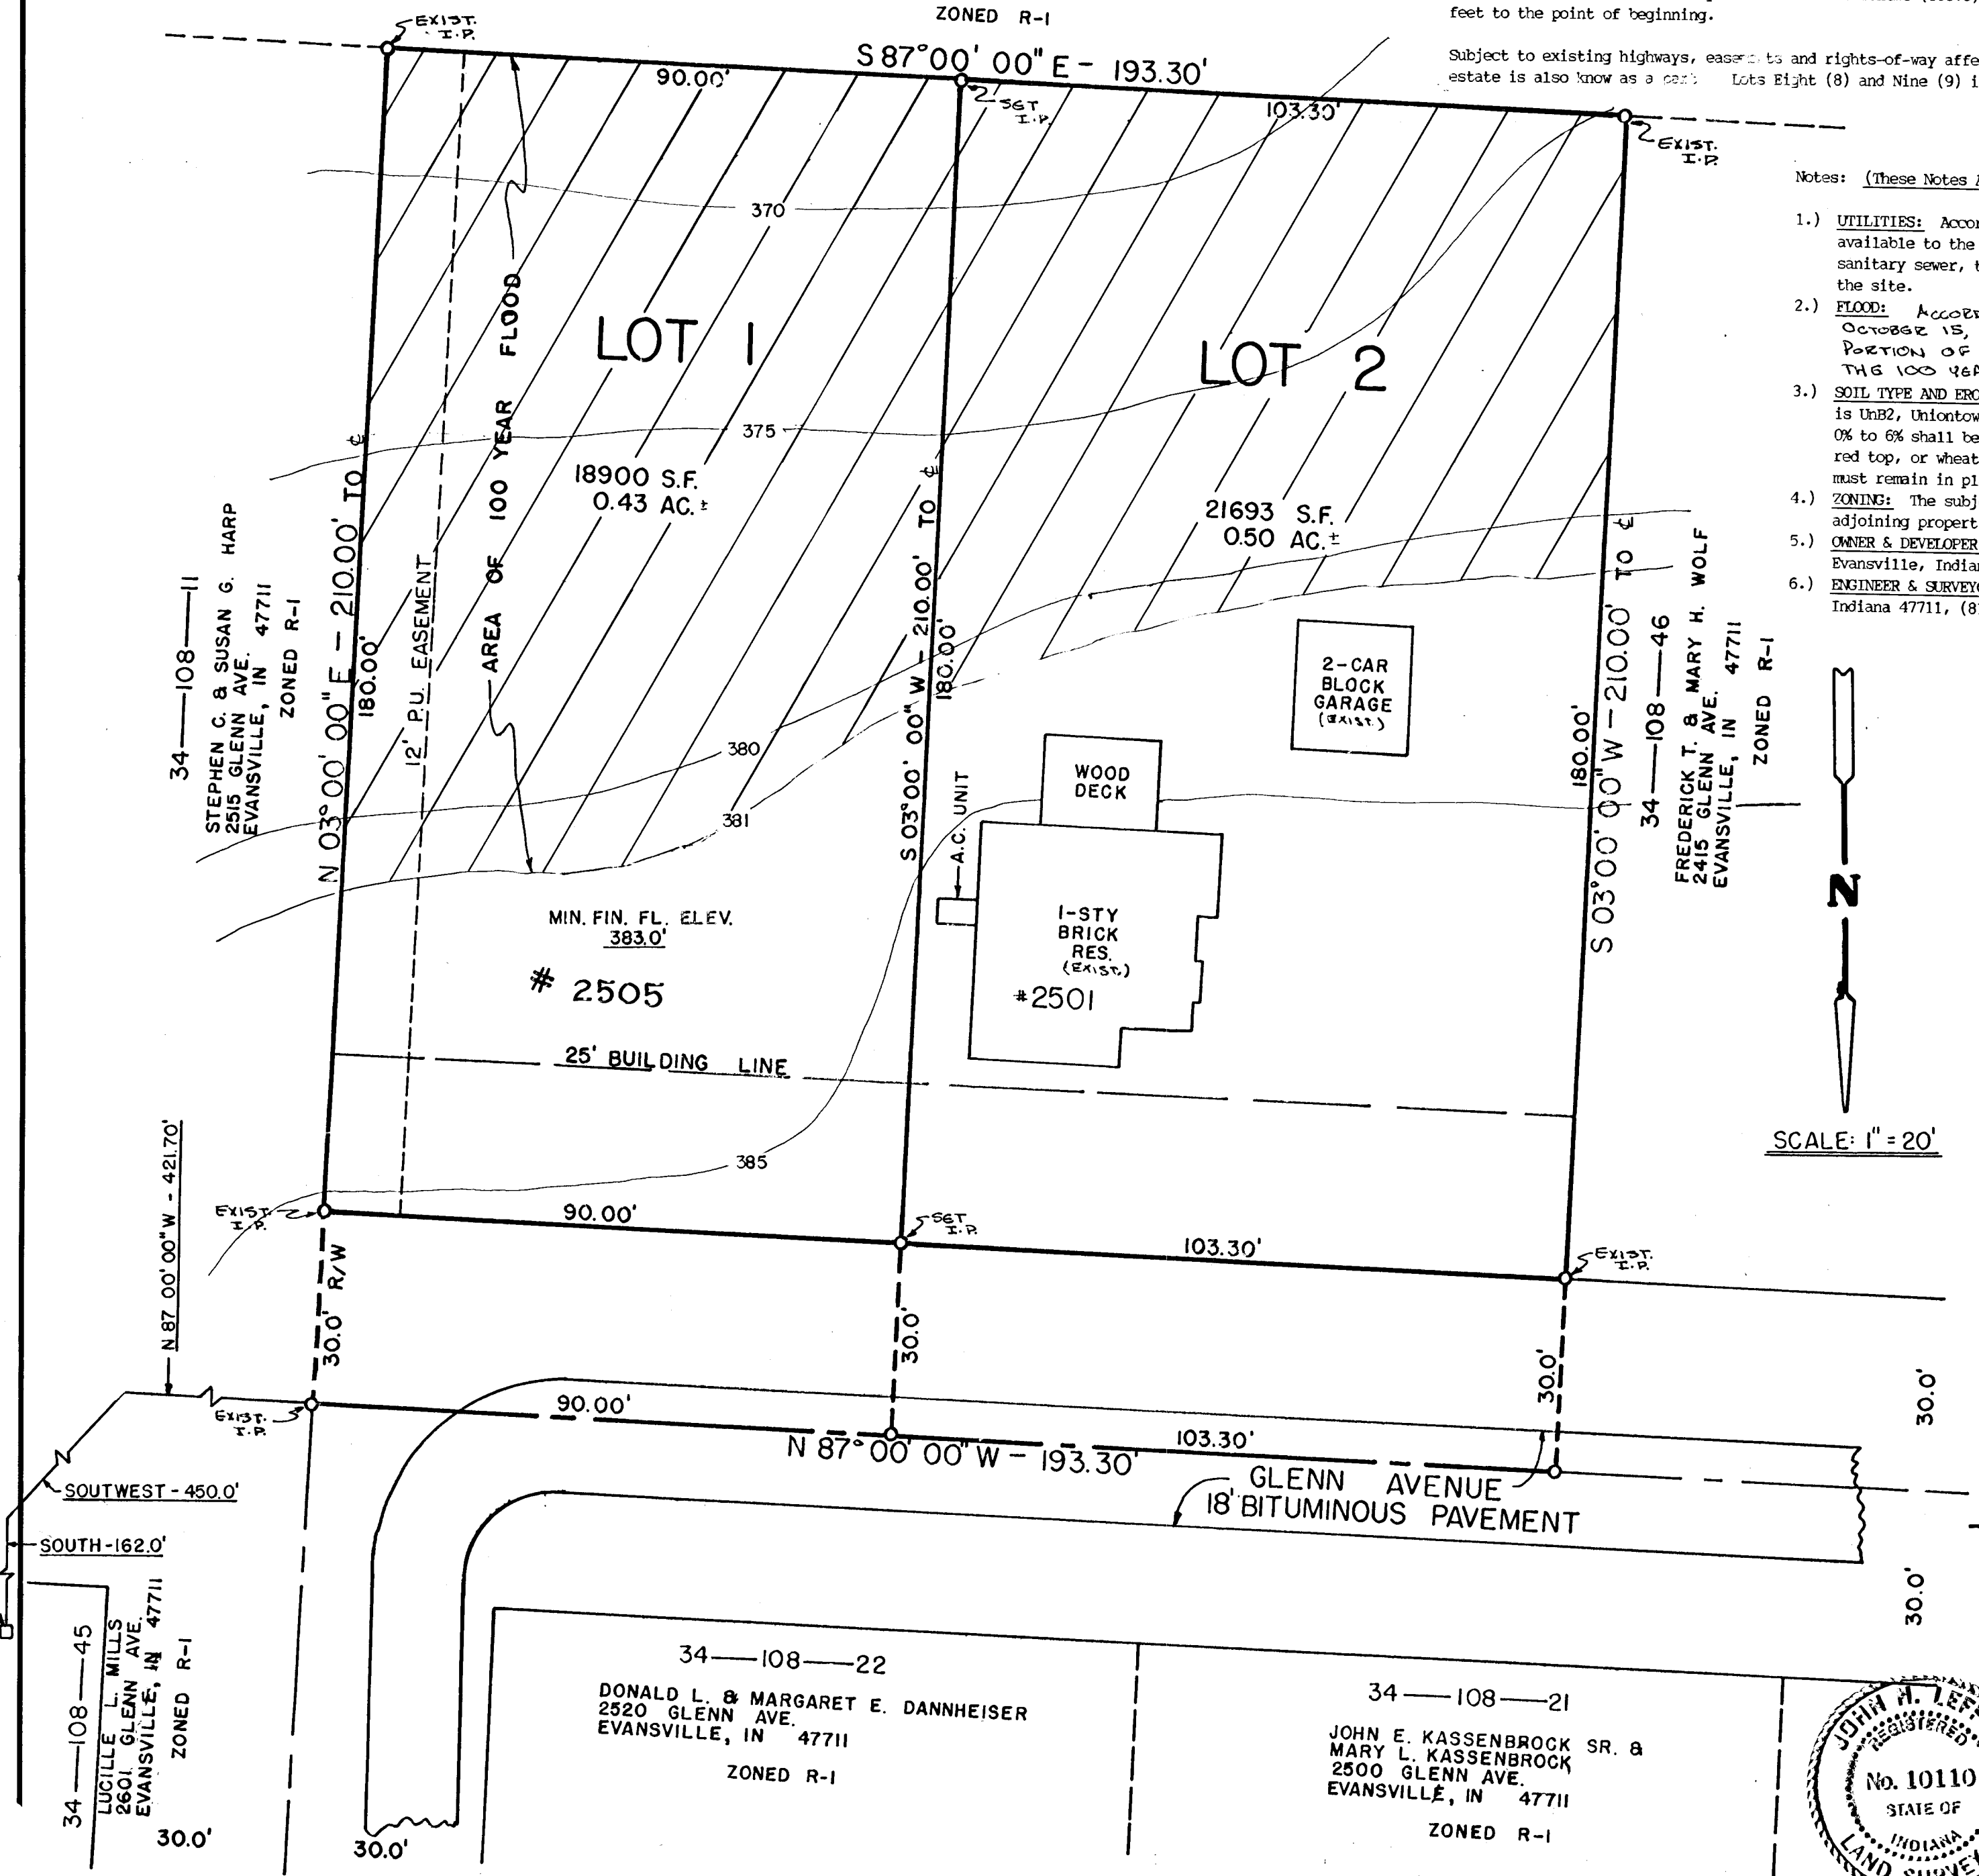 ZONED R-1
feet to the point of beginning.
Subject to existing highways, and rights-of-way
estate is also know as a Lots Eight (8) and Nine (9)
EXIST.
I.P.
S 87°00' 00" E - 193.30'
90.00'
SET
I.P.
103.30'
EXIST.
I.P.
Notes: (These Notes
1.) UTILITIES:
available to the
sanitary sewer,
the site.
2.) FLOOD:
OCTOBER 15,
PORTION OF
THE 100
3.) SOIL TYPE AND
is UnB2,
0% to 6% shall be
red top, or wheat
must remain in
4.) ZONING: The
adjoining
5.) OWNER & DEVELOPER
Evansville,
6.) ENGINEER &
Indiana 47711,
370
LOT 1
LOT 2
375
18900 S.F.
0.43 AC.±
21693 S.F.
0.50 AC.±
AREA OF 100 YEAR FLOOD
12' P.U. EASEMENT
34-108-11
STEPHEN C. & SUSAN G. HARP
2515 GLENN AVE.
EVANSVILLE, IN 47711
ZONED R-1
N 03°00' 00" E - 210.00' TO ℄
180.00'
S 03°00' 00" W - 210.00' TO ℄
180.00'
S 03°00' 00" W - 210.00' TO ℄
180.00'
34-108-46
FREDERICK T. & MARY H. WOLF
2415 GLENN AVE.
EVANSVILLE, IN 47711
ZONED R-1
2-CAR
BLOCK
GARAGE
(EXIST.)
380
381
WOOD
DECK
A.C. UNIT
N
MIN. FIN. FL. ELEV.
383.0'
# 2505
1-STY
BRICK
RES.
(EXIST.)
#2501
25' BUILDING LINE
SCALE: 1" = 20'
385
EXIST.
I.P.
90.00'
SET
I.P.
103.30'
EXIST.
I.P.
N 87 00' 00" W - 421.70'
30.0' R/W
30.0'
30.0'
30.0'
EXIST.
I.P.
90.00'
N 87°00' 00" W - 193.30'
103.30'
GLENN AVENUE
18' BITUMINOUS PAVEMENT
SOUTWEST - 450.0'
SOUTH - 162.0'
30.0'
34-108-45
LUCILLE L. MILLS
2601 GLENN AVE.
EVANSVILLE, IN 47711
ZONED R-1
30.0'
30.0'
34-108-22
DONALD L. & MARGARET E. DANNHEISER
2520 GLENN AVE.
EVANSVILLE, IN 47711
ZONED R-1
34-108-21
JOHN E. KASSENBROCK SR. &
MARY L. KASSENBROCK
2500 GLENN AVE.
EVANSVILLE, IN 47711
ZONED R-1
JOHN H.
REGISTERED
No. 10110
STATE OF
INDIANA
LAND